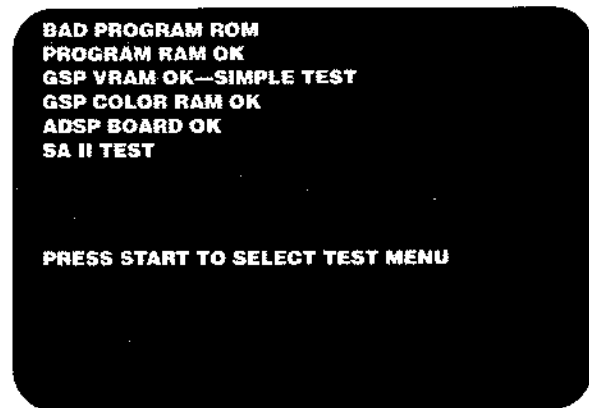 BAD PROGRAM ROM
PROGRAM RAM OK
GSP VRAM OK—SIMPLE TEST
GSP COLOR RAM OK
ADSP BOARD OK
SA II TEST
PRESS START TO SELECT TEST MENU